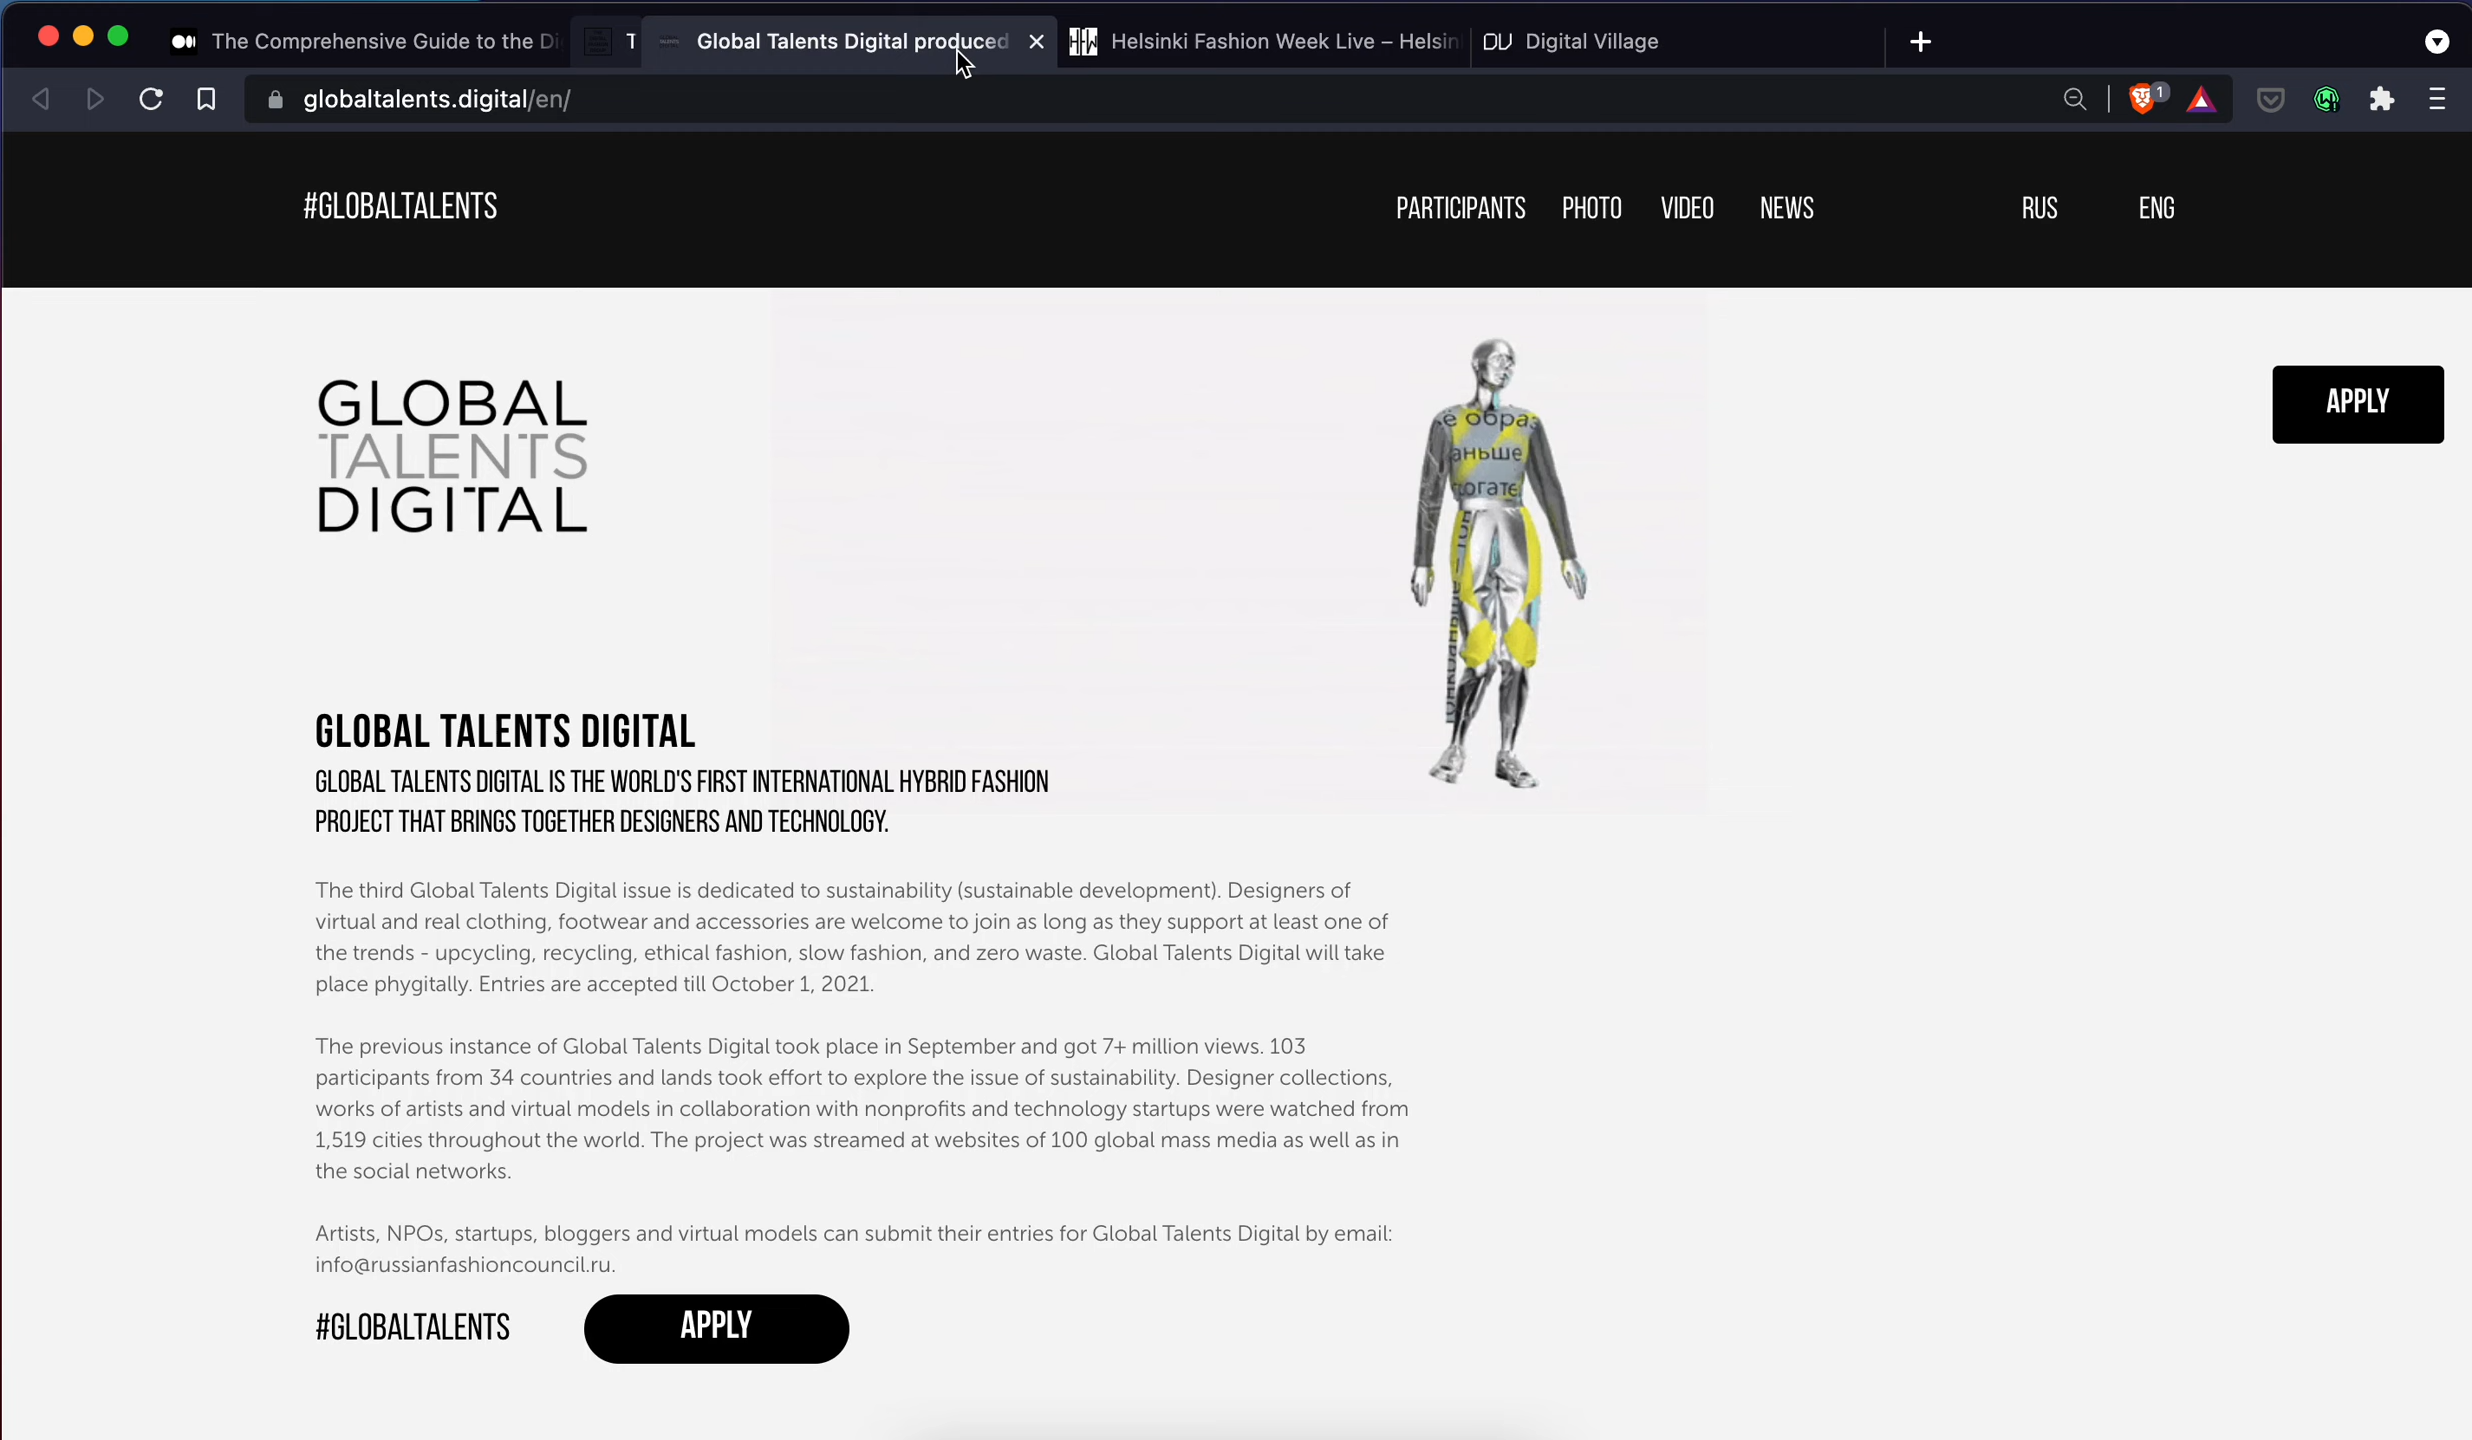 The Comprehensive Guide to the Di
T
Global Talents Digital produced
Helsinki Fashion Week Live – Helsin
DV Digital Village
globaltalents.digital/en/
1
#GLOBALTALENTS
PARTICIPANTS PHOTO VIDEO NEWS RUS ENG
GLOBAL
TALENTS
DIGITAL
APPLY
ё обра
аньше
огате
GLOBAL TALENTS DIGITAL
GLOBAL TALENTS DIGITAL IS THE WORLD'S FIRST INTERNATIONAL HYBRID FASHION
PROJECT THAT BRINGS TOGETHER DESIGNERS AND TECHNOLOGY.
The third Global Talents Digital issue is dedicated to sustainability (sustainable development). Designers of
virtual and real clothing, footwear and accessories are welcome to join as long as they support at least one of
the trends - upcycling, recycling, ethical fashion, slow fashion, and zero waste. Global Talents Digital will take
place phygitally. Entries are accepted till October 1, 2021.
The previous instance of Global Talents Digital took place in September and got 7+ million views. 103
participants from 34 countries and lands took effort to explore the issue of sustainability. Designer collections,
works of artists and virtual models in collaboration with nonprofits and technology startups were watched from
1,519 cities throughout the world. The project was streamed at websites of 100 global mass media as well as in
the social networks.
Artists, NPOs, startups, bloggers and virtual models can submit their entries for Global Talents Digital by email:
info@russianfashioncouncil.ru.
#GLOBALTALENTS
APPLY